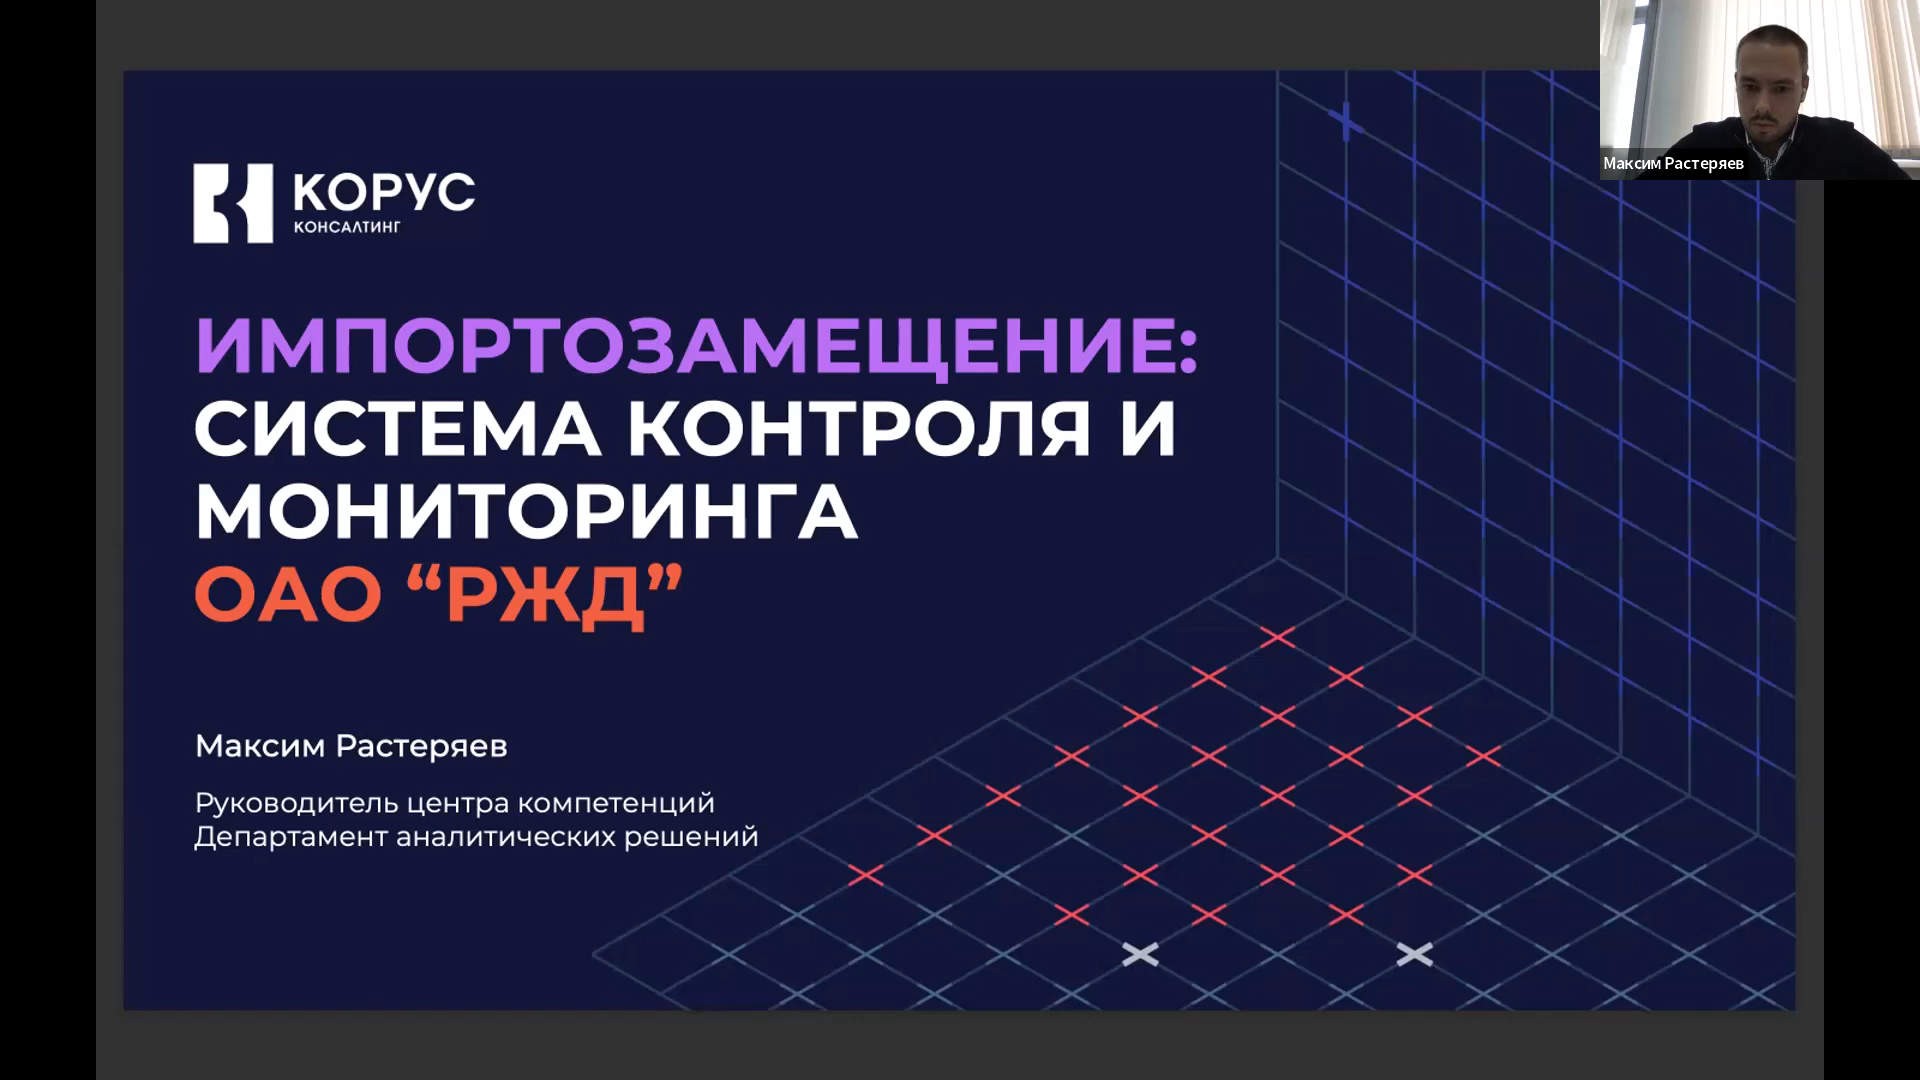 КОРУС
КОНСАЛТИНГ
ИМПОРТОЗАМЕЩЕНИЕ:
СИСТЕМА КОНТРОЛЯ И
МОНИТОРИНГА
ОАО “РЖД”
Максим Растеряев
Руководитель центра компетенций
Департамент аналитических решений
Максим Растеряев